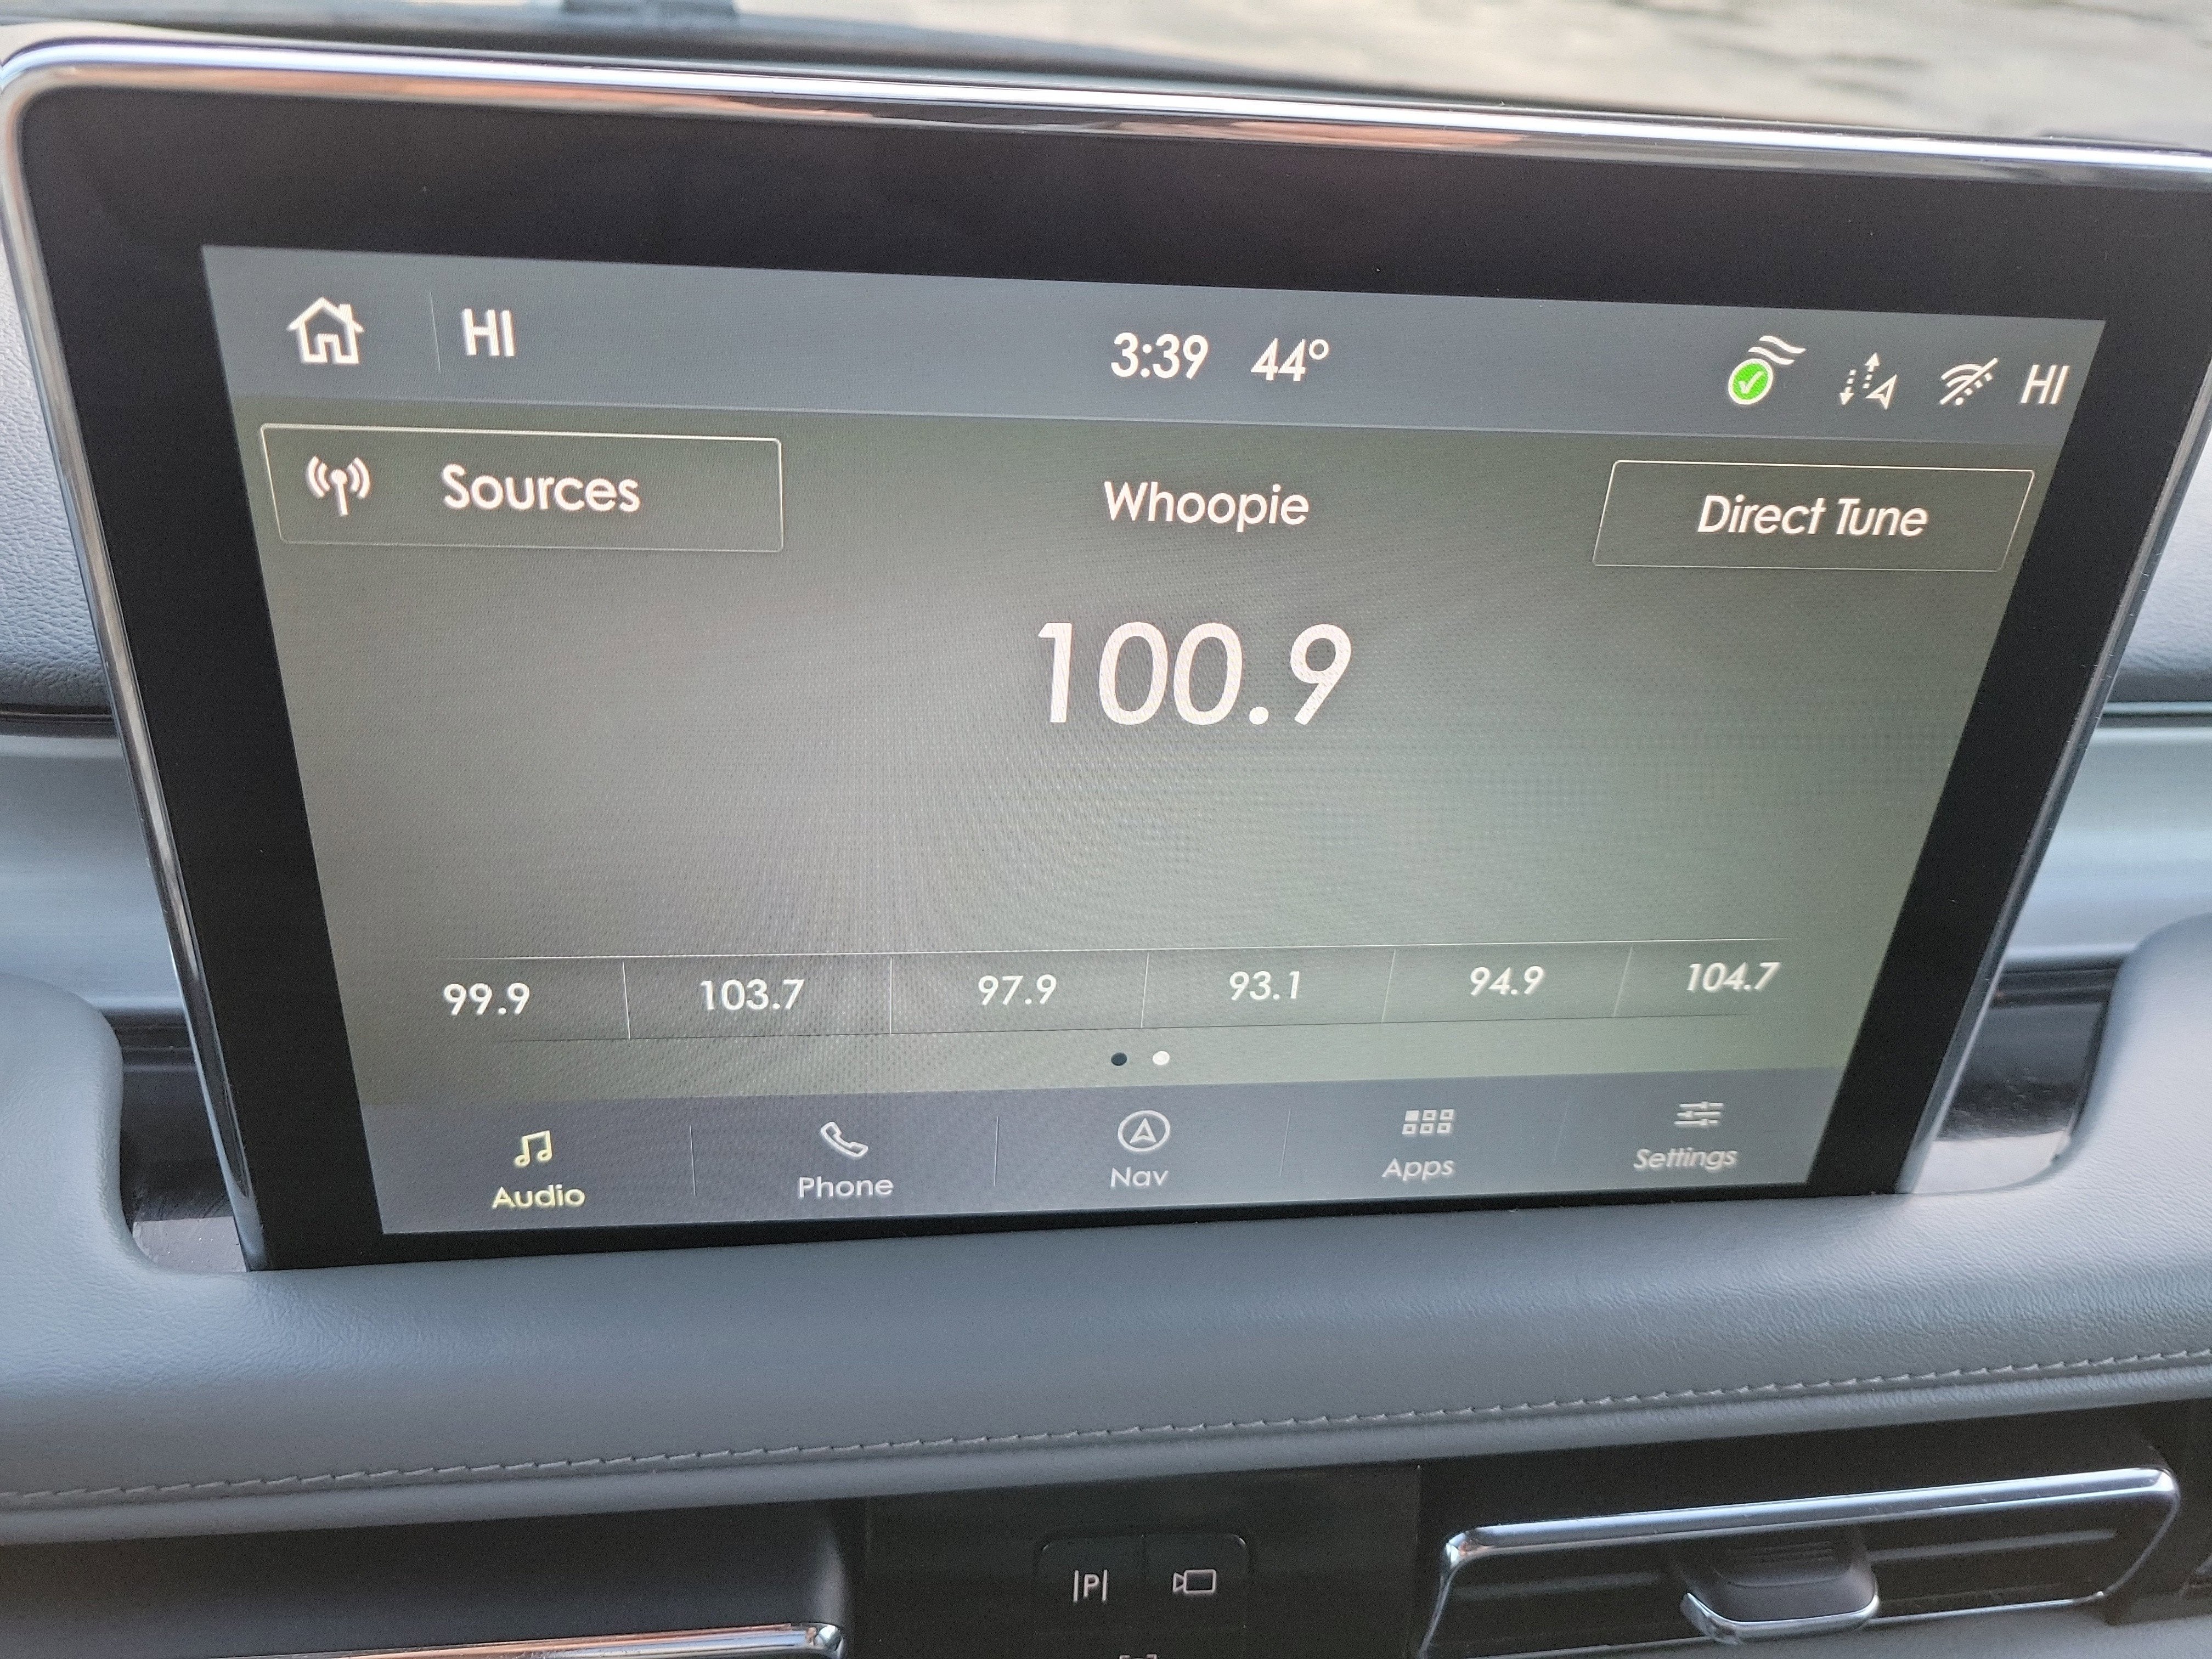 HI 3:39 44° HI
Sources Whoopie Direct Tune
100.9
99.9 103.7 97.9 93.1 94.9 104.7
Audio Phone Nav Apps Settings
|P|